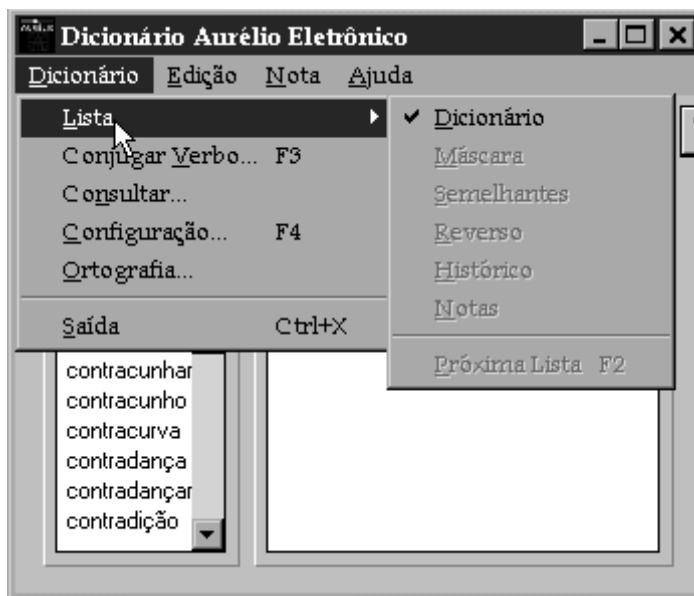 Dicionário Aurélio Eletrônico
Dicionário Edição Nota Ajuda
Lista
Conjugar Verbo... F3
Consultar...
Configuração... F4
Ortografia...
Saída Ctrl+X
Dicionário
Máscara
Semelhantes
Reverso
Histórico
Notas
Próxima Lista F2
contracunhar
contracunho
contracurva
contradança
contradançar
contradição